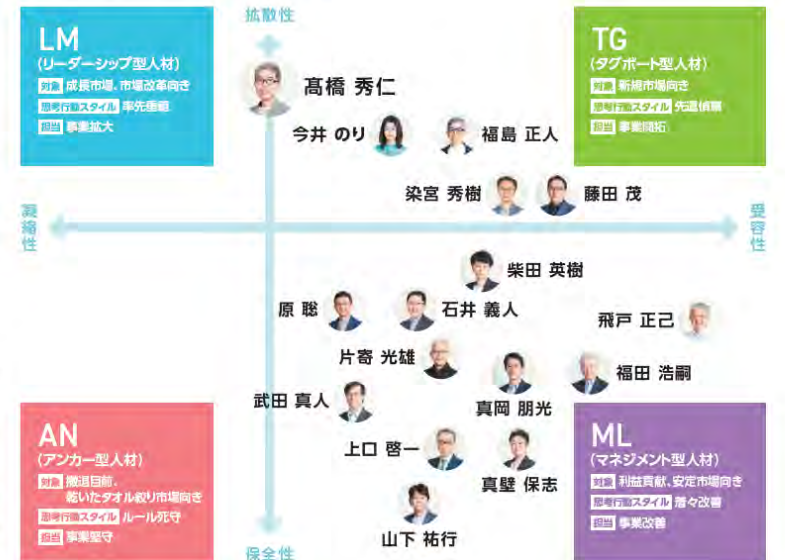 拡散性
LM
(リーダーシップ型人材)
対象 成長市場、市場改革向き
思考行動スタイル 率先垂範
担当 事業拡大
TG
(タグボート型人材)
対象 新規市場向き
思考行動スタイル 先遣偵察
担当 事業開拓
髙橋 秀仁
今井 のり
福島 正人
染宮 秀樹
藤田 茂
凝縮性
受容性
柴田 英樹
原 聡
石井 義人
飛戸 正己
片寄 光雄
福田 浩嗣
武田 真人
真岡 朋光
上口 啓一
真壁 保志
山下 祐行
AN
(アンカー型人材)
対象 撤退目前、
乾いたタオル絞り市場向き
思考行動スタイル ルール死守
担当 事業堅守
ML
(マネジメント型人材)
対象 利益貢献、安定市場向き
思考行動スタイル 着々改善
担当 事業改善
保全性